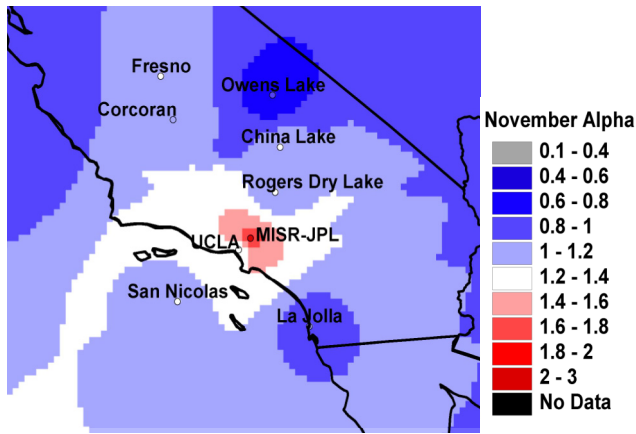 Fresno
Owens Lake
Corcoran
China Lake
Rogers Dry Lake
UCLA
MISR-JPL
San Nicolas
La Jolla
November Alpha
0.1 - 0.4
0.4 - 0.6
0.6 - 0.8
0.8 - 1
1 - 1.2
1.2 - 1.4
1.4 - 1.6
1.6 - 1.8
1.8 - 2
2 - 3
No Data